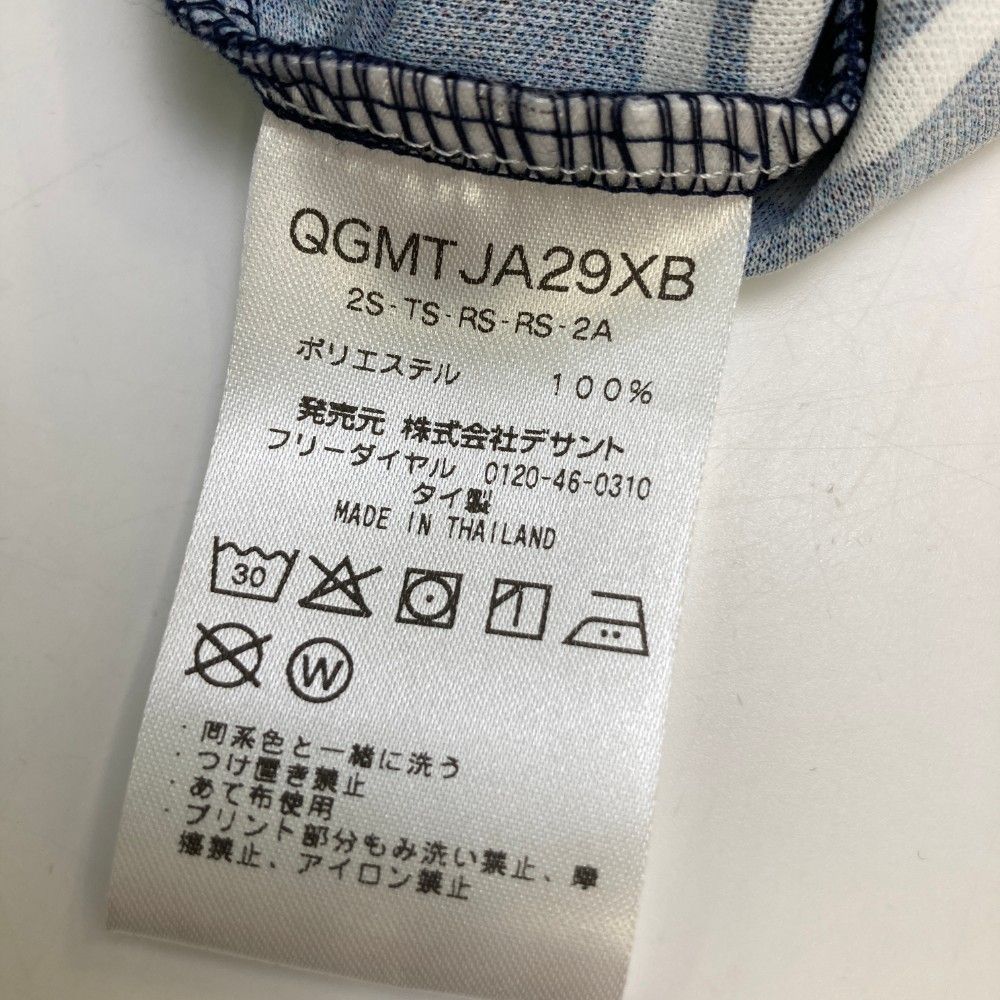 QGMTJA29XB
2S-TS-RS-RS-2A
ポリエステル 100%
発売元 株式会社デサント
フリーダイヤル 0120-46-0310
タイ製
MADE IN THAILAND
30
W
・同系色と一緒に洗う
・つけ置き禁止
・あて布使用
・プリント部分もみ洗い禁止、摩
擦禁止、アイロン禁止